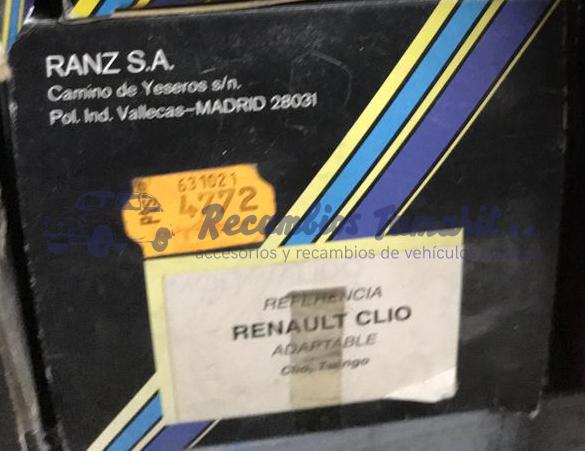 RANZ S.A.
Camino de Yeseros s/n.
Pol. Ind. Vallecas-MADRID 28031
631021
4772
Recambios
accesorios y recambios de vehículos
REFERENCIA
RENAULT CLIO
ADAPTABLE
Clio, Twingo